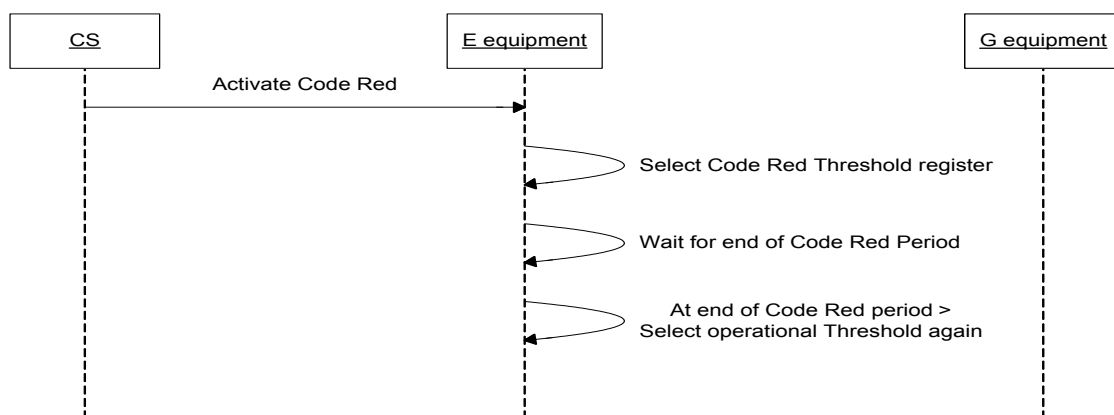 CS
E equipment
G equipment
Activate Code Red
Select Code Red Threshold register
Wait for end of Code Red Period
At end of Code Red period >
Select operational Threshold again